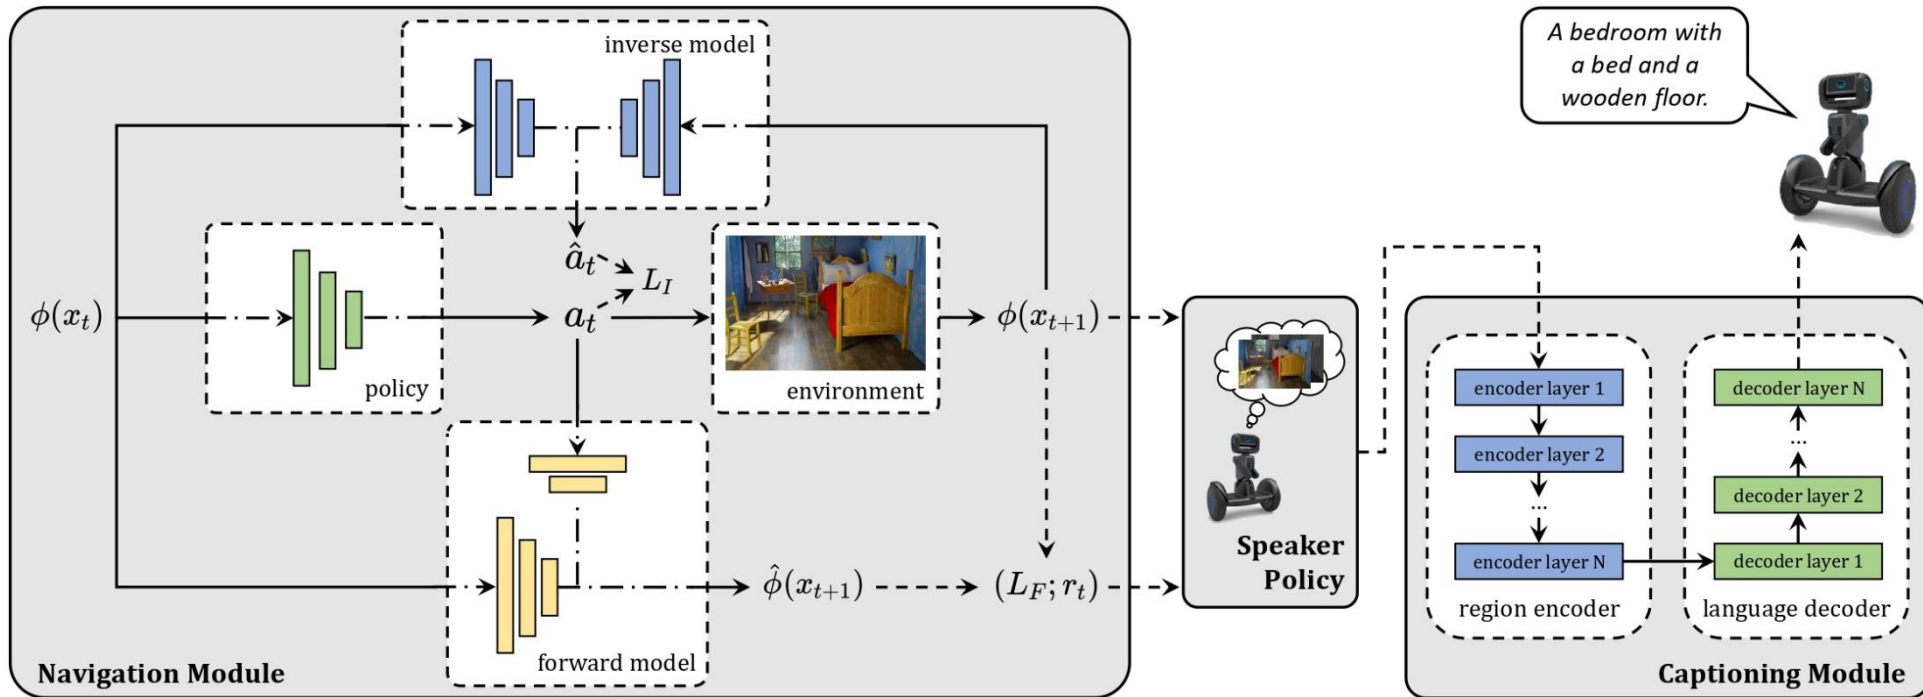 inverse model
A bedroom with
a bed and a
wooden floor.
â_t
L_I
ϕ(x_t)
a_t
ϕ(x_{t+1})
policy
environment
encoder layer 1
decoder layer N
...
encoder layer 2
decoder layer 2
...
Speaker
Policy
encoder layer N
decoder layer 1
ϕ̂(x_{t+1})
(L_F; r_t)
region encoder
language decoder
forward model
Navigation Module
Captioning Module